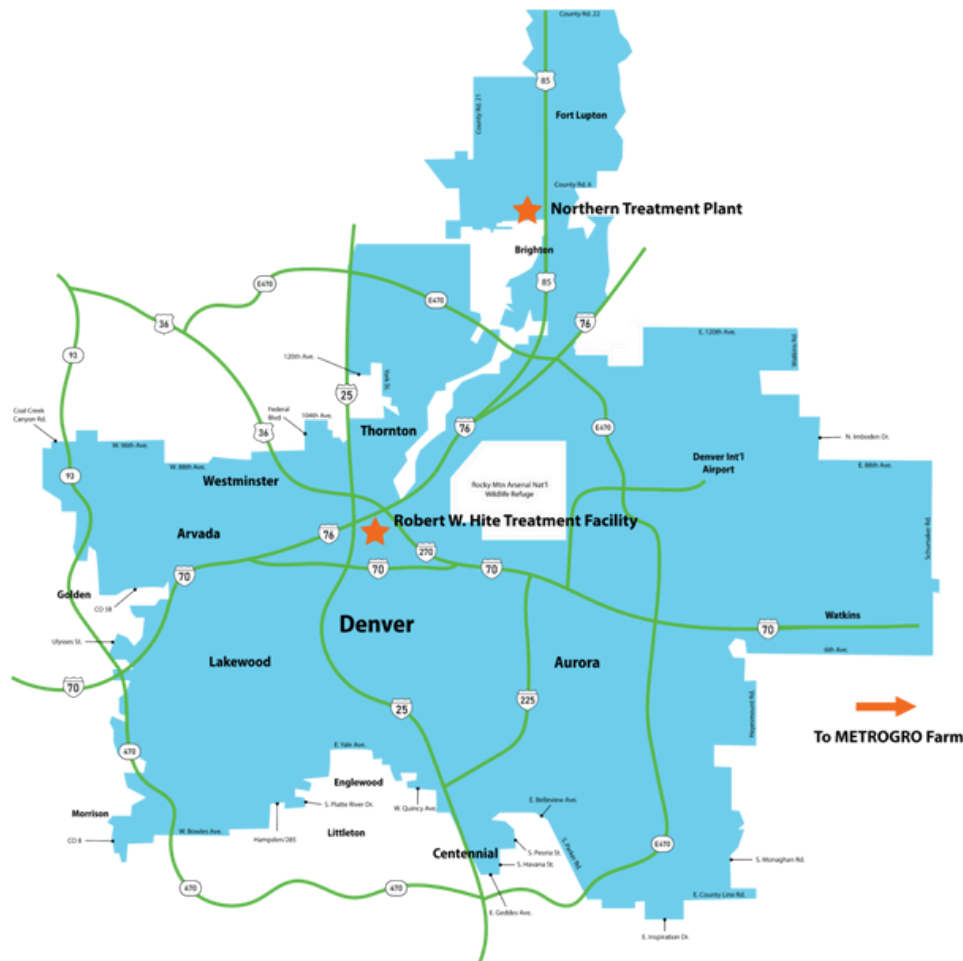 County Rd. 22
85
County Rd. 21
Fort Lupton
County Rd. 6
Northern Treatment Plant
Brighton
85
E470
E470
36
76
93
E. 120th Ave.
Watkins Rd.
120th Ave.
York St.
25
Coal Creek
Canyon Rd.
Federal
Blvd
104th Ave.
36
Thornton
76
E470
N. Imboden Dr.
W. 96th Ave.
W. 88th Ave.
Denver Int'l
Airport
E. 88th Ave.
93
Westminster
Rocky Mtn Arsenal Nat'l
Wildlife Refuge
Robert W. Hite Treatment Facility
Arvada
76
270
Schumaker Rd.
70
70
70
Golden
CO 58
Watkins
Denver
70
Ulysses St.
6th Ave.
Lakewood
Aurora
70
225
25
Hayesmount Rd.
To METROGRO Farm
470
E. Yale Ave.
Englewood
Morrison
S. Platte River Dr.
W. Quincy Ave.
E. Belleview Ave.
CO 8
W. Bowles Ave.
Hampden/285
Littleton
Centennial
S. Peoria St.
S. Havana St.
S. Parker Rd.
E470
S. Monaghan Rd.
470
470
E. Geddes Ave.
E. County Line Rd.
E. Inspiration Dr.